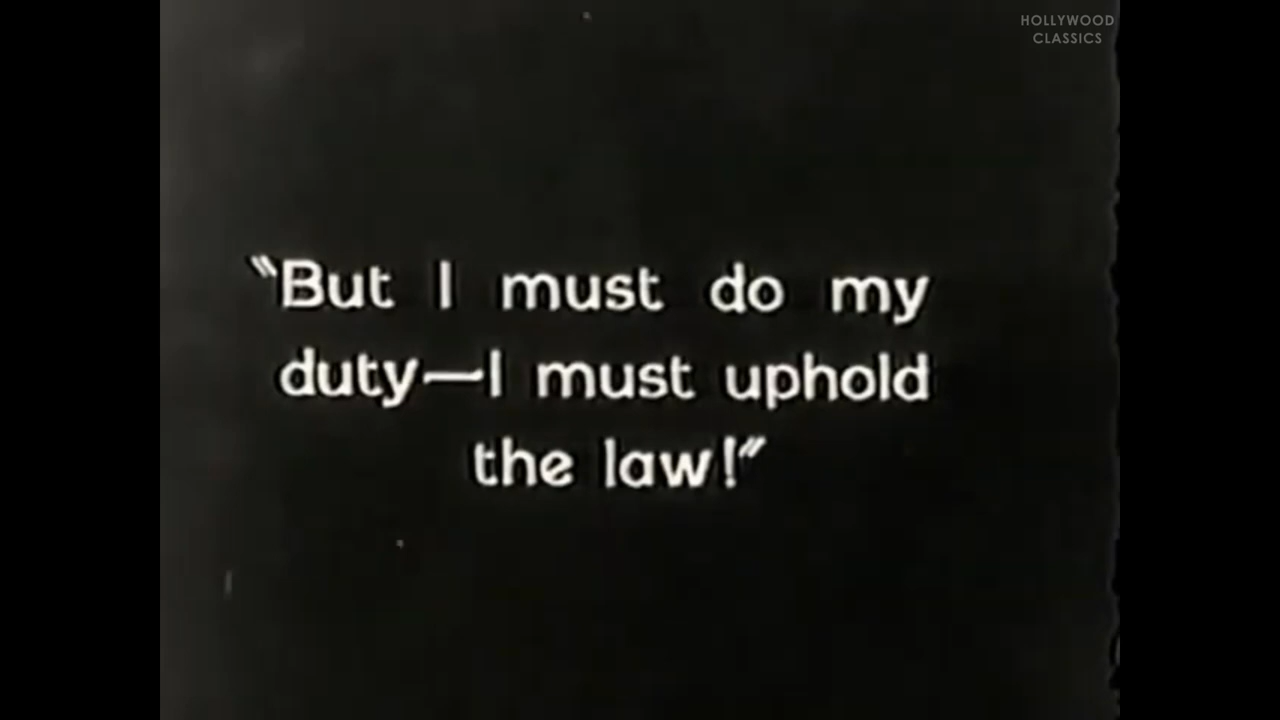 HOLLYWOOD
CLASSICS
"But I must do my
duty—I must uphold
the law!"